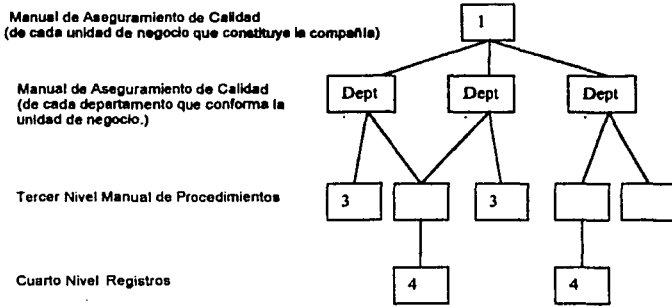 Manual de Aseguramiento de Calidad
(de cada unidad de negocio que constituye la compañía)
1
Manual de Aseguramiento de Calidad
(de cada departamento que conforma la
unidad de negocio.)
Dept
Dept
Dept
Tercer Nivel Manual de Procedimientos
3
3
Cuarto Nivel Registros
4
4